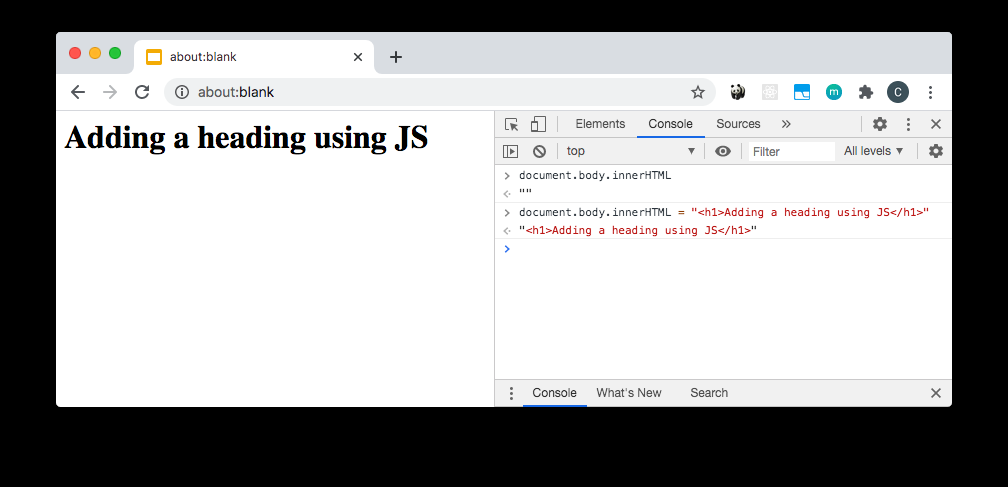 about:blank
about:blank
m
C
Adding a heading using JS
Elements Console Sources »
top Filter All levels
> document.body.innerHTML
<· ""
> document.body.innerHTML = "<h1>Adding a heading using JS</h1>"
<· "<h1>Adding a heading using JS</h1>"
>
Console What's New Search